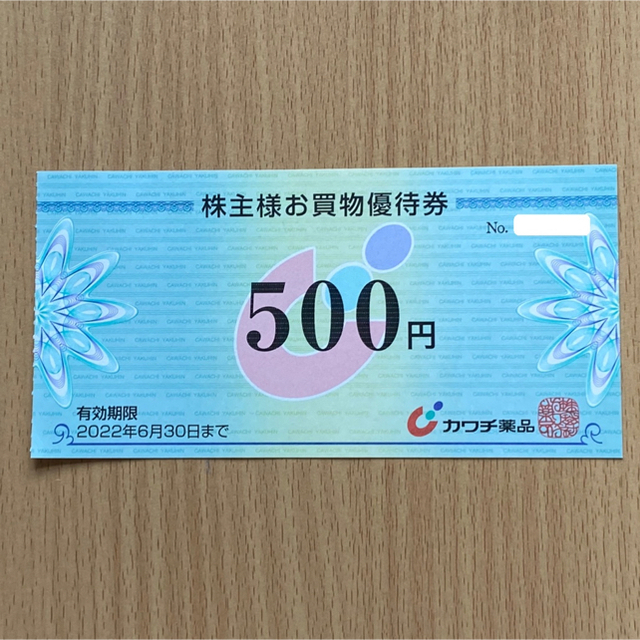 株主様お買物優待券
No.
500円
有効期限
2022年6月30日まで
カワチ薬品